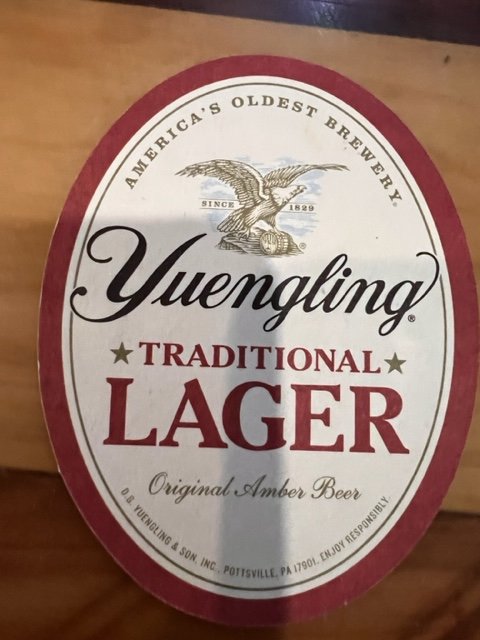 AMERICA'S OLDEST BREWERY.®
SINCE 1829
®
Yuengling®
★TRADITIONAL★
LAGER
Original Amber Beer
D.G. YUENGLING & SON, INC., POTTSVILLE, PA 17901. ENJOY RESPONSIBLY.